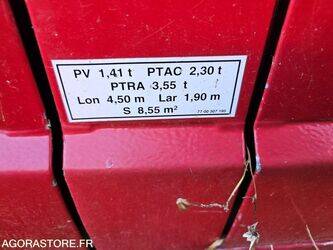 PV 1,41 t PTAC 2,30 t
PTRA 3,55 t
Lon 4,50 m Lar 1,90 m
S 8,55 m²
AGORASTORE.FR